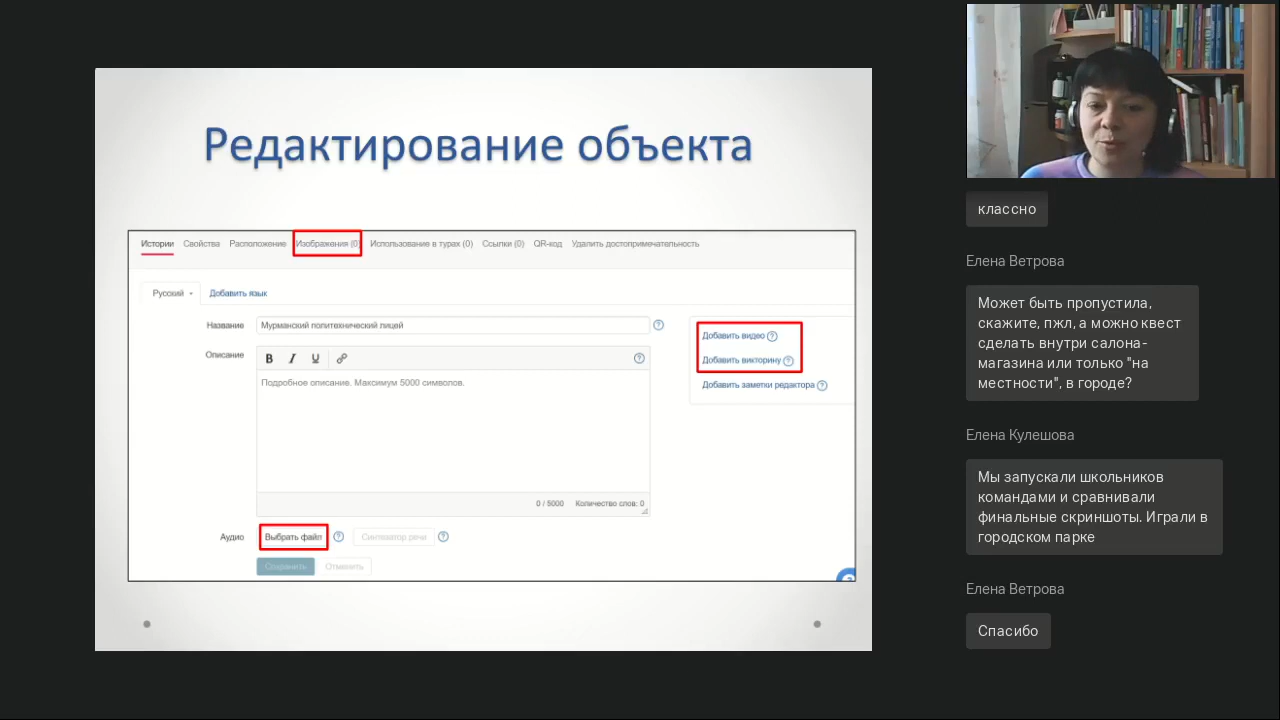 Редактирование объекта
Истории Свойства Расположение Изображения (0) Использование в турах (0) Ссылки (0) QR-код Удалить достопримечательность
Русский Добавить язык
Название Мурманский политехнический лицей ?
Описание B I U ?
Подробное описание. Максимум 5000 символов.
0 / 5000 Количество слов: 0
Аудио Выбрать файл ? Синтезатор речи ?
Сохранить Отменить
Добавить видео ?
Добавить викторину ?
Добавить заметки редактора ?
классно
Елена Ветрова
Может быть пропустила,
скажите, пжл, а можно квест
сделать внутри салона-
магазина или только "на
местности", в городе?
Елена Кулешова
Мы запускали школьников
командами и сравнивали
финальные скриншоты. Играли в
городском парке
Елена Ветрова
Спасибо